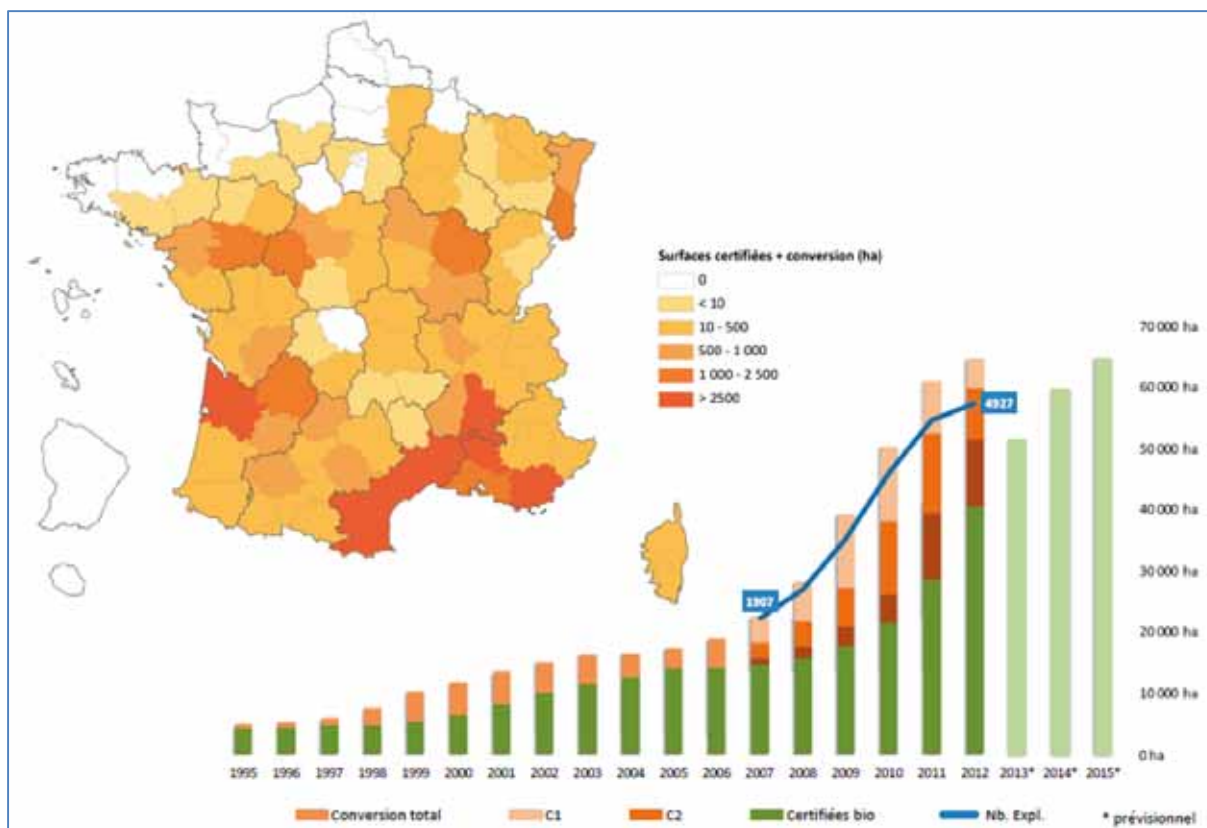 Surfaces certifiées + conversion (ha)
0
< 10
10 - 500
500 - 1 000
1 000 - 2 500
> 2500
70 000 ha
60 000 ha
50 000 ha
40 000 ha
30 000 ha
20 000 ha
10 000 ha
0 ha
4927
1907
1995 1996 1997 1998 1999 2000 2001 2002 2003 2004 2005 2006 2007 2008 2009 2010 2011 2012 2013* 2014* 2015*
Conversion total C1 C2 Certifiées bio Nb. Expl. * prévisionnel